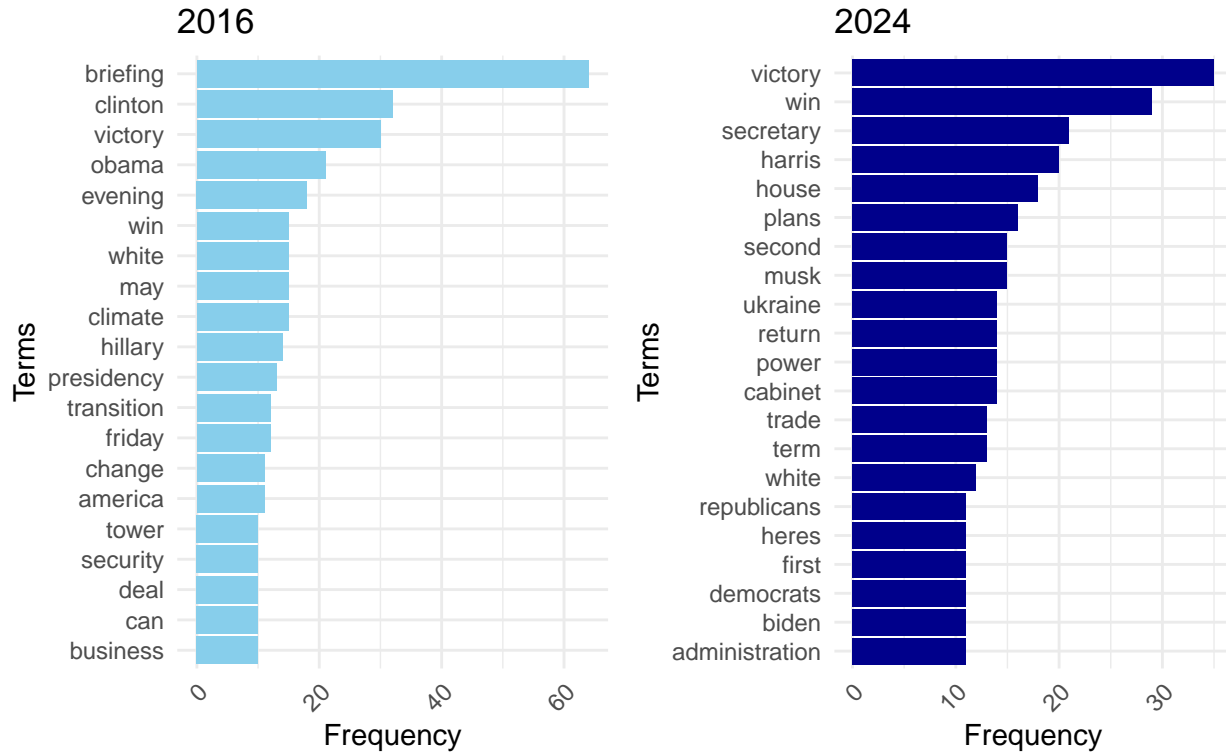 2016
briefing
clinton
victory
obama
evening
win
white
may
climate
hillary
presidency
transition
friday
change
america
tower
security
deal
can
business
Terms
0
20
40
60
Frequency
2024
victory
win
secretary
harris
house
plans
second
musk
ukraine
return
power
cabinet
trade
term
white
republicans
heres
first
democrats
biden
administration
Terms
0
10
20
30
Frequency